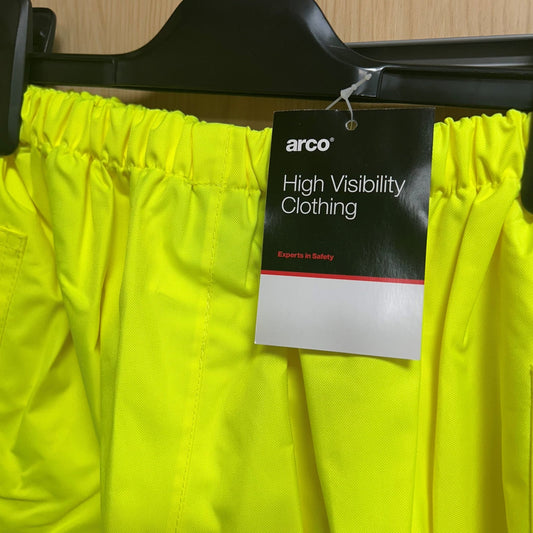 arco®
High Visibility
Clothing
Experts in Safety